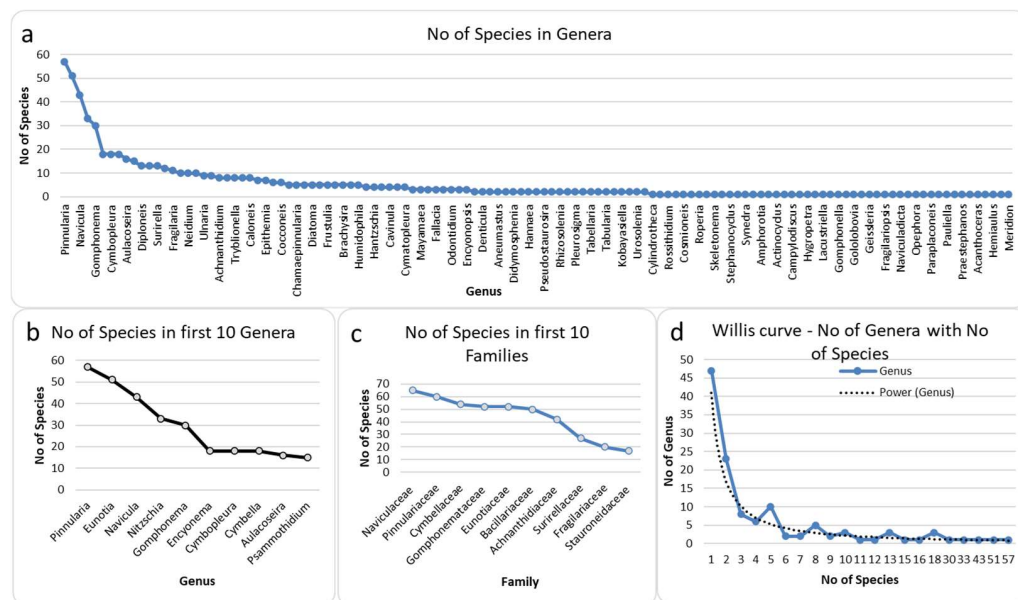 a
No of Species in Genera
No of Species
60
50
40
30
20
10
0
Pinnularia
Navicula
Gomphonema
Cymbopleura
Aulacoseira
Diploneis
Surirella
Fragilaria
Neidium
Ulnaria
Achnanthidium
Tryblionella
Caloneis
Epithemia
Cocconeis
Chamaepinnularia
Diatoma
Frustulia
Brachysira
Humidophila
Hantzschia
Cavinula
Cymatopleura
Mayamaea
Fallacia
Odontidium
Encyonopsis
Denticula
Aneumastus
Didymosphenia
Hannaea
Pseudostaurosira
Rhizosolenia
Pleurosigma
Tabellaria
Tabularia
Kobayasiella
Urosolenia
Cylindrotheca
Rossithidium
Cosmioneis
Roperia
Skeletonema
Stephanocyclus
Synedra
Amphorotia
Actinocyclus
Campylodiscus
Hygropetra
Lacustriella
Gomphonella
Gololobovia
Geissleria
Fragilariopsis
Naviculadicta
Opephora
Paraplaconeis
Pauliella
Praestephanos
Acanthoceras
Hemiaulus
Meridion
Genus
b
No of Species in first 10 Genera
No of Species
60
50
40
30
20
10
0
Pinnularia
Eunotia
Navicula
Nitzschia
Gomphonema
Encyonema
Cymbopleura
Cymbella
Aulacoseira
Psammothidium
Genus
c
No of Species in first 10
Families
No of Species
70
60
50
40
30
20
10
0
Naviculaceae
Pinnulariaceae
Cymbellaceae
Gomphonemataceae
Eunotiaceae
Bacillariaceae
Achnanthidiaceae
Surirellaceae
Fragilariaceae
Stauroneidaceae
Family
d
Willis curve - No of Genera with No
of Species
Genus
Power (Genus)
No of Genus
50
45
40
35
30
25
20
15
10
5
0
1 2 3 4 5 6 7 8 9 10 11 12 13 15 16 18 30 33 43 51 57
No of Species